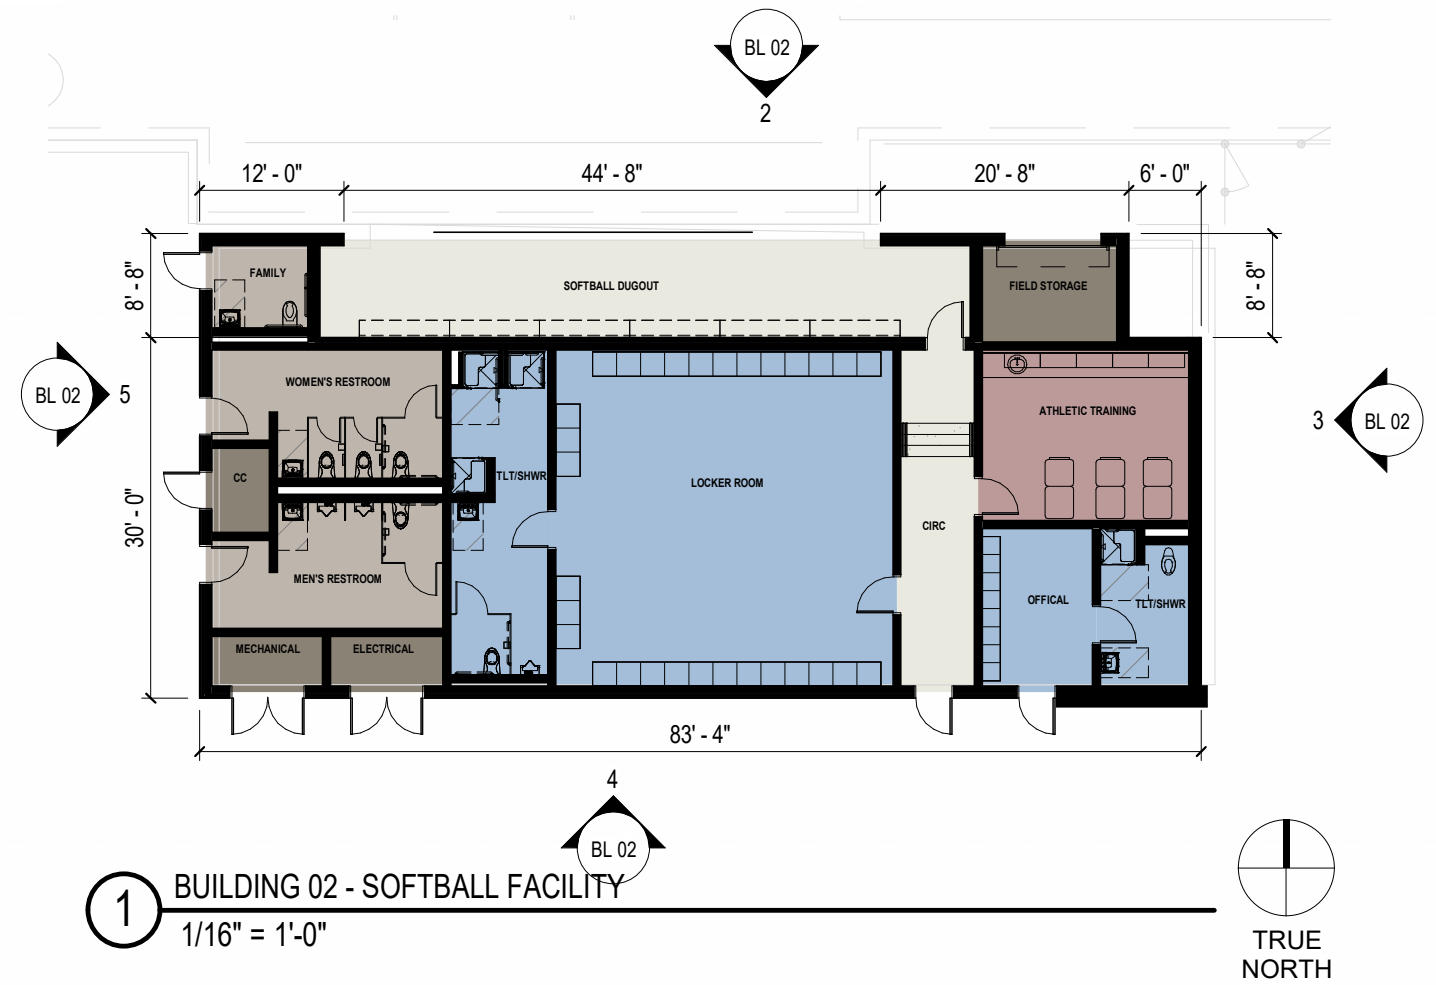 BL 02
2
12' - 0"
44' - 8"
20' - 8"
6' - 0"
8' - 8"
8' - 8"
FAMILY
SOFTBALL DUGOUT
FIELD STORAGE
BL 02
5
WOMEN'S RESTROOM
ATHLETIC TRAINING
3
BL 02
CC
TLT/SHWR
LOCKER ROOM
30' - 0"
CIRC
MEN'S RESTROOM
OFFICAL
TLT/SHWR
MECHANICAL
ELECTRICAL
83' - 4"
4
BL 02
1
BUILDING 02 - SOFTBALL FACILITY
1/16" = 1'-0"
TRUE
NORTH